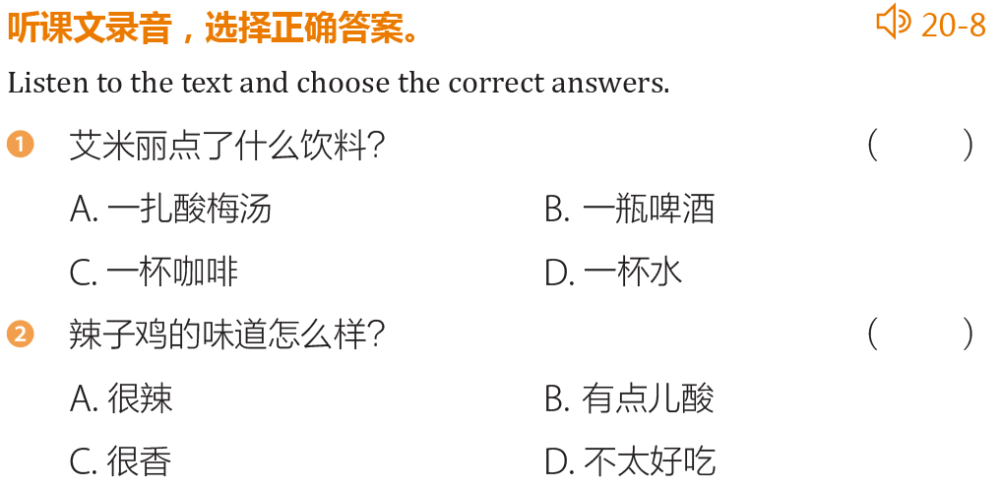 听课文录音，选择正确答案。 20-8
Listen to the text and choose the correct answers.
1 艾米丽点了什么饮料？ （ ）
A. 一扎酸梅汤 B. 一瓶啤酒
C. 一杯咖啡 D. 一杯水
2 辣子鸡的味道怎么样？ （ ）
A. 很辣 B. 有点儿酸
C. 很香 D. 不太好吃